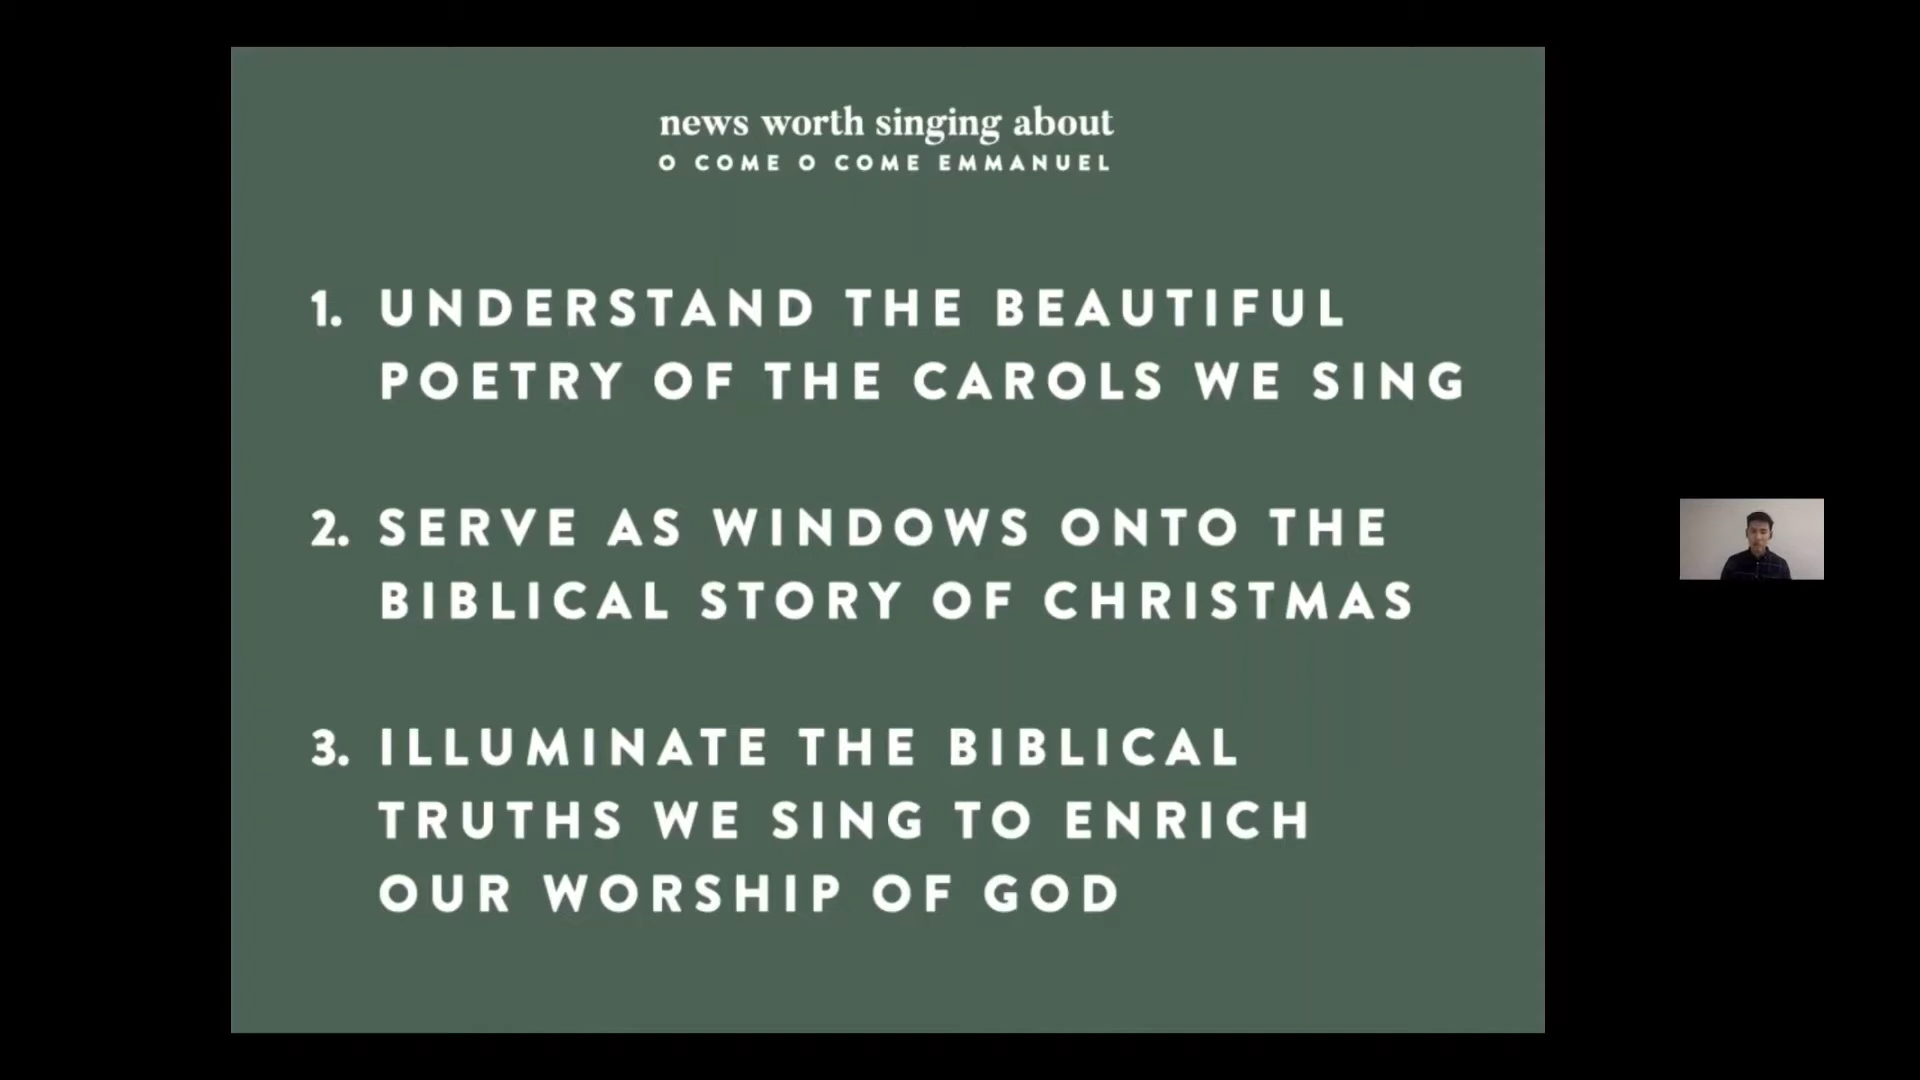 news worth singing about
O COME O COME EMMANUEL
1. UNDERSTAND THE BEAUTIFUL
POETRY OF THE CAROLS WE SING
2. SERVE AS WINDOWS ONTO THE
BIBLICAL STORY OF CHRISTMAS
3. ILLUMINATE THE BIBLICAL
TRUTHS WE SING TO ENRICH
OUR WORSHIP OF GOD